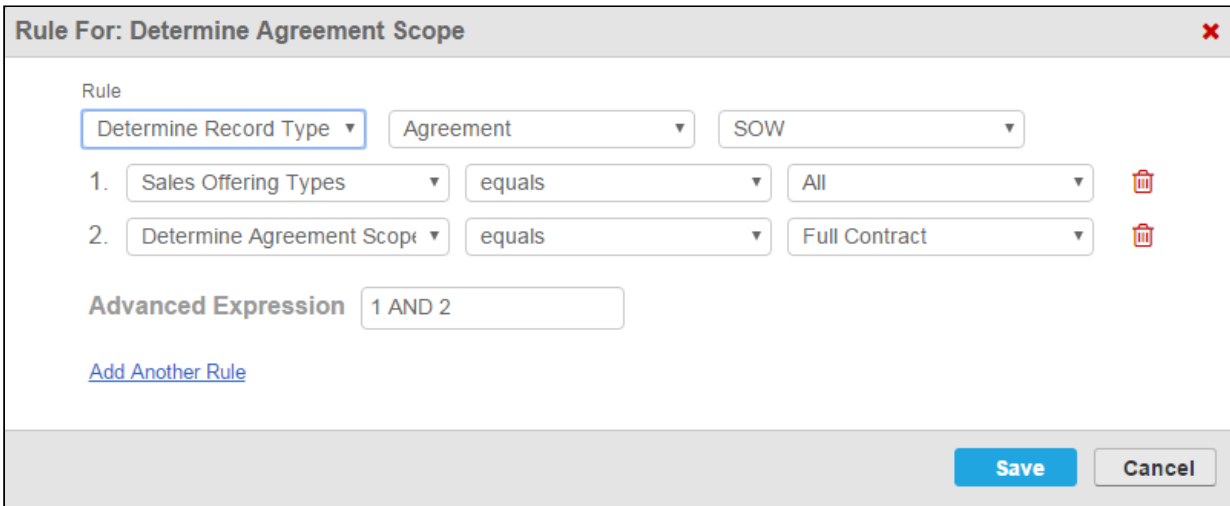 Rule For: Determine Agreement Scope
Rule
Determine Record Type Agreement SOW
1. Sales Offering Types equals All
2. Determine Agreement Scope equals Full Contract
Advanced Expression 1 AND 2
Add Another Rule
Save Cancel